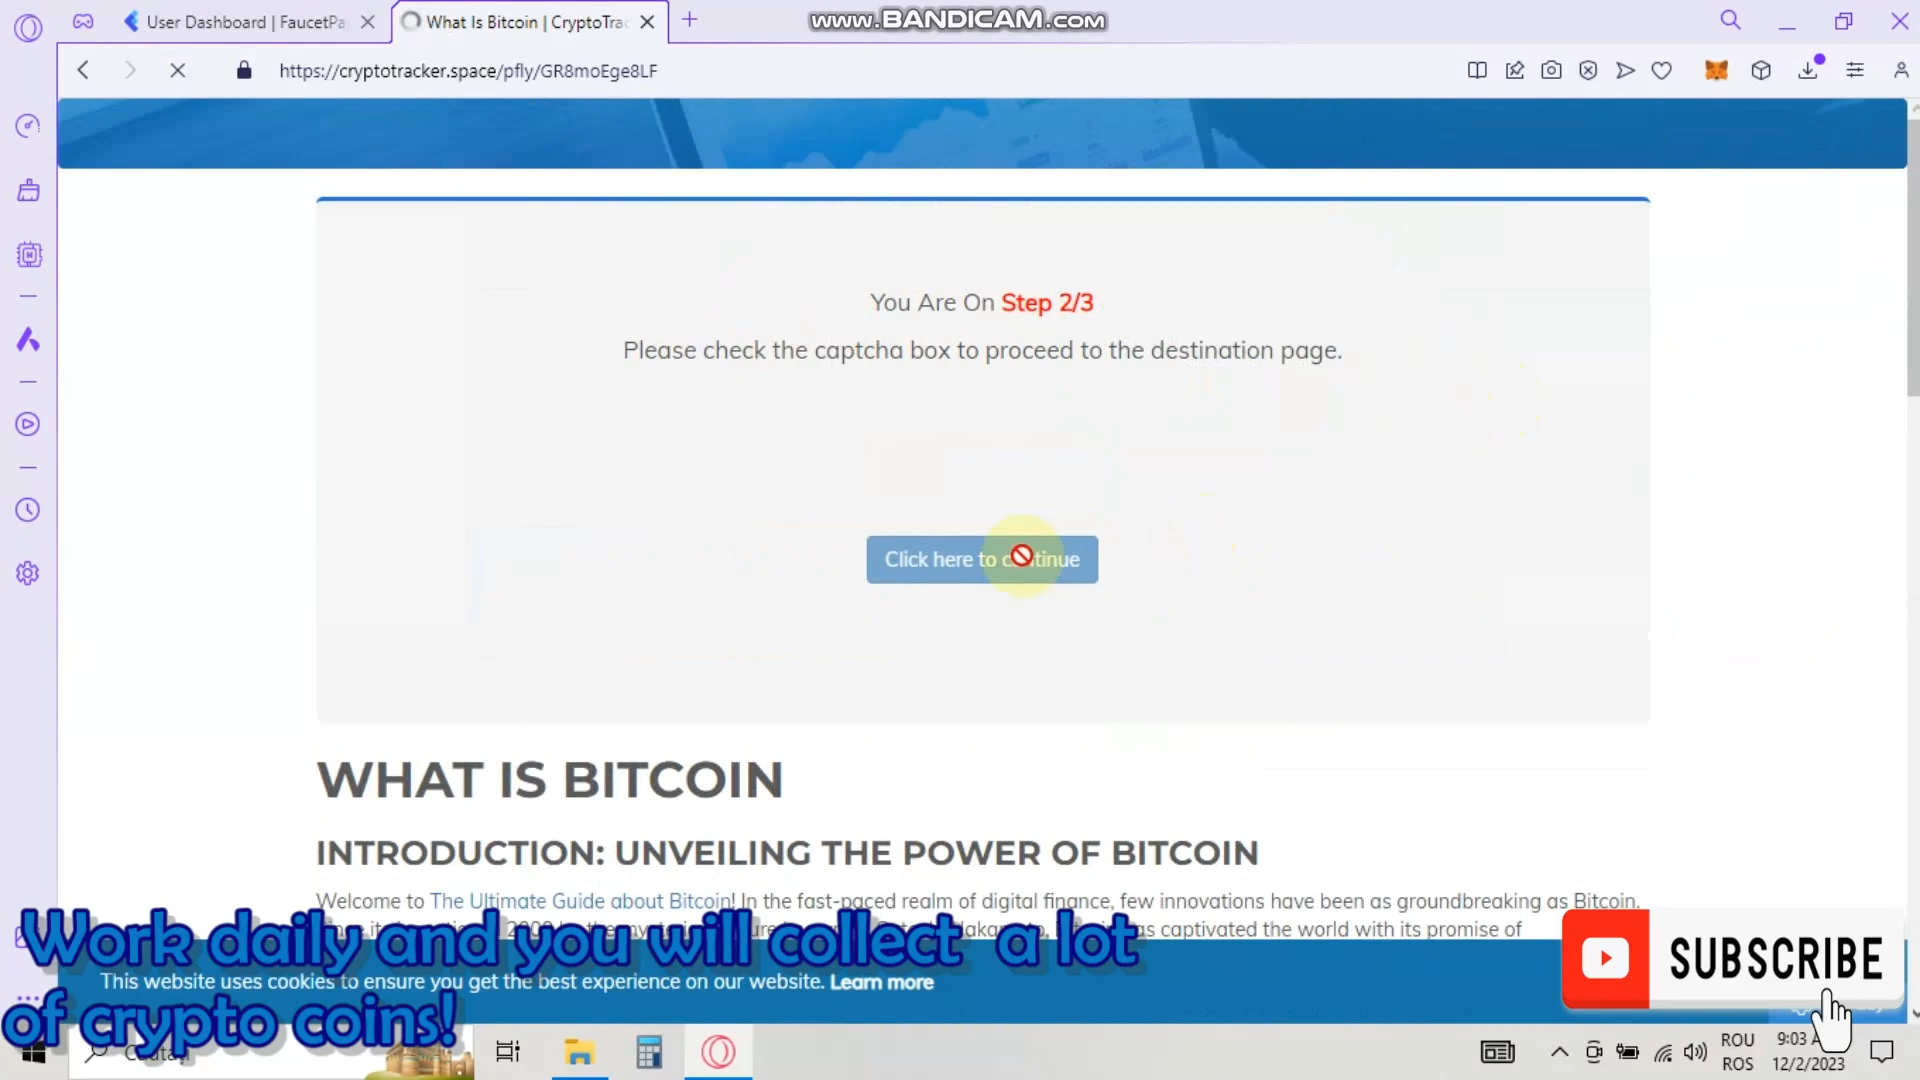 User Dashboard | FaucetPa
What Is Bitcoin | CryptoTrac
www.BANDICAM.com
https://cryptotracker.space/pfly/GR8moEge8LF
You Are On Step 2/3
Please check the captcha box to proceed to the destination page.
Click here to continue
WHAT IS BITCOIN
INTRODUCTION: UNVEILING THE POWER OF BITCOIN
Welcome to The Ultimate Guide about Bitcoin! In the fast-paced realm of digital finance, few innovations have been as groundbreaking as Bitcoin.
captivated the world with its promise of
Work daily and you will collect a lot
of crypto coins!
This website uses cookies to ensure you get the best experience on our website. Learn more
SUBSCRIBE
ROU
ROS
9:03
12/2/2023